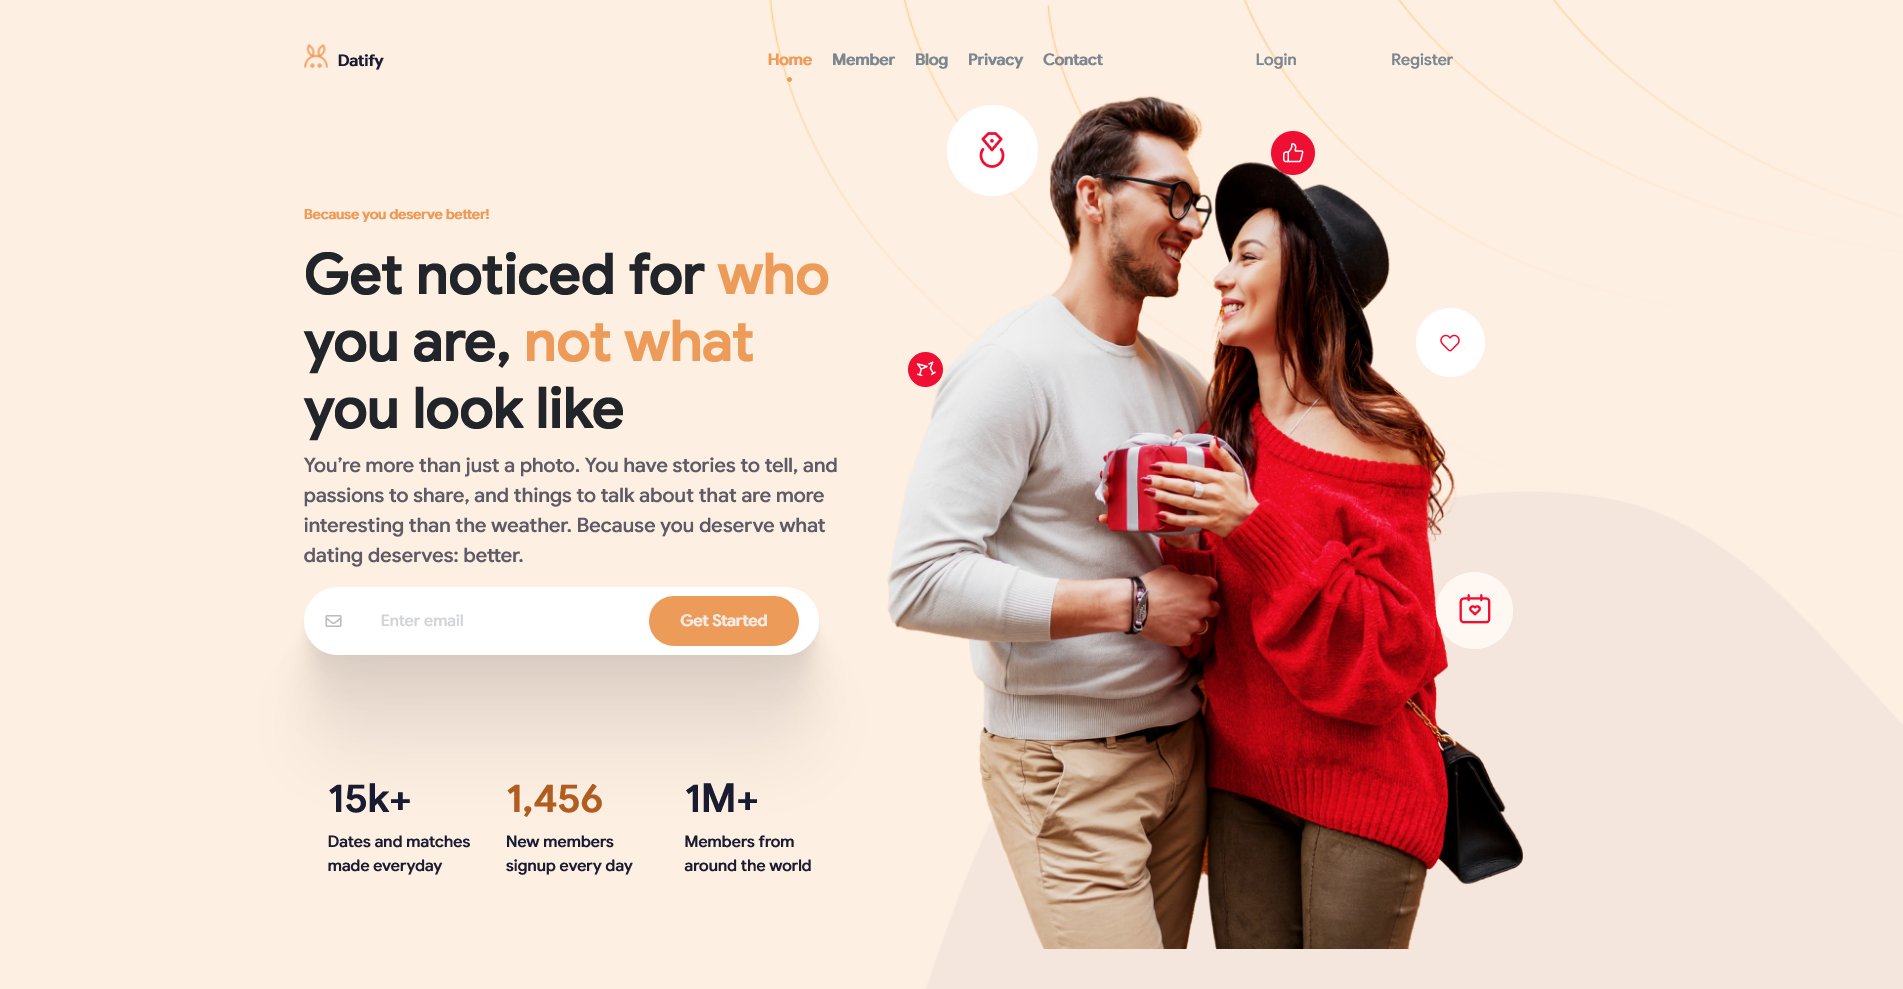 Datify
Home Member Blog Privacy Contact Login Register
Because you deserve better!
Get noticed for who
you are, not what
you look like
You’re more than just a photo. You have stories to tell, and
passions to share, and things to talk about that are more
interesting than the weather. Because you deserve what
dating deserves: better.
Enter email
Get Started
15k+
Dates and matches
made everyday
1,456
New members
signup every day
1M+
Members from
around the world